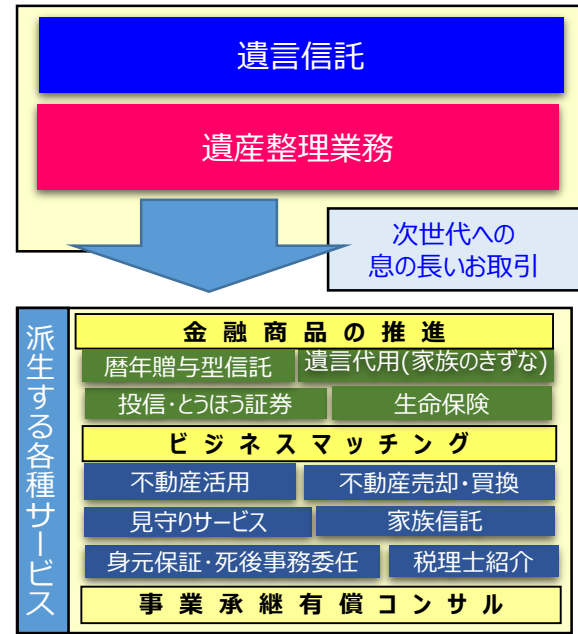 遺言信託
遺産整理業務
次世代への
息の長いお取引
派生する各種サービス
金融商品の推進
暦年贈与型信託
遺言代用(家族のきずな)
投信・とうほう証券
生命保険
ビジネスマッチング
不動産活用
不動産売却・買換
見守りサービス
家族信託
身元保証・死後事務委任
税理士紹介
事業承継有償コンサル